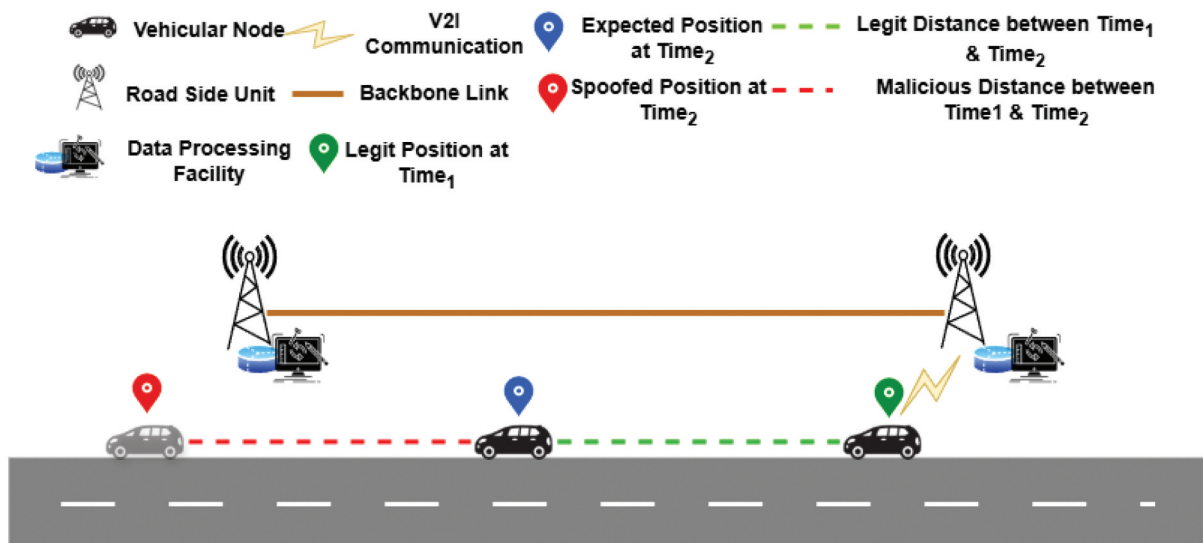 Vehicular Node
V2I
Communication
Expected Position
at Time2
Legit Distance between Time1
& Time2
Road Side Unit
Backbone Link
Spoofed Position at
Time2
Malicious Distance between
Time1 & Time2
Data Processing
Facility
Legit Position at
Time1